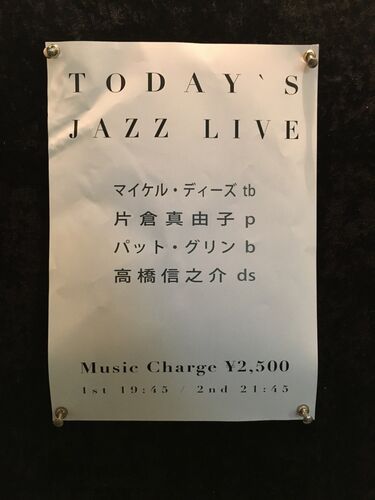 TODAY`S
JAZZ LIVE
マイケル・ディーズ tb
片倉真由子 p
パット・グリン b
高橋信之介 ds
Music Charge ¥2,500
1st 19:45 / 2nd 21:45